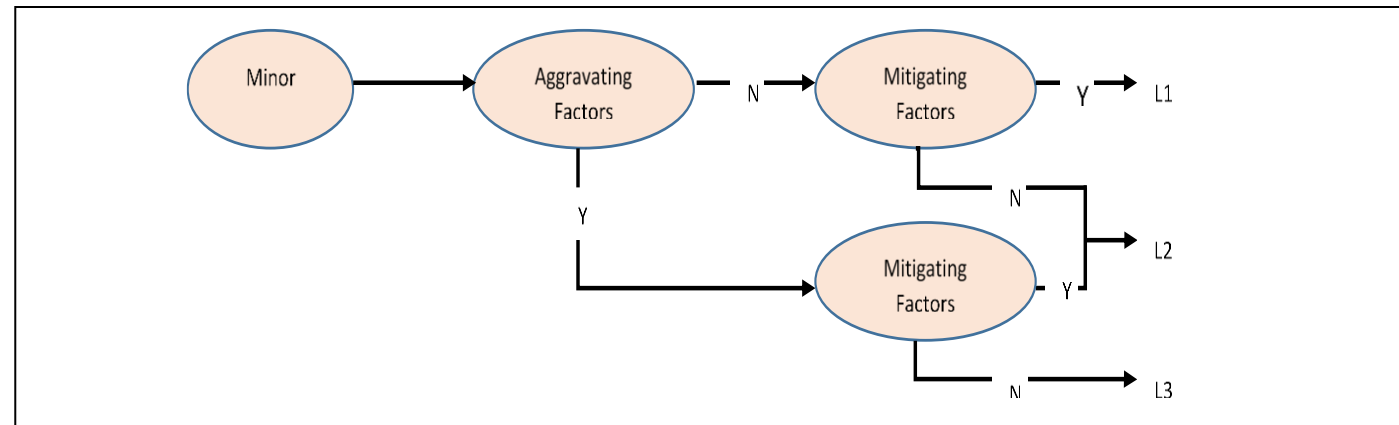 Minor
Aggravating
Factors
N
Mitigating
Factors
Y
L1
N
Y
L2
Mitigating
Factors
Y
N
L3